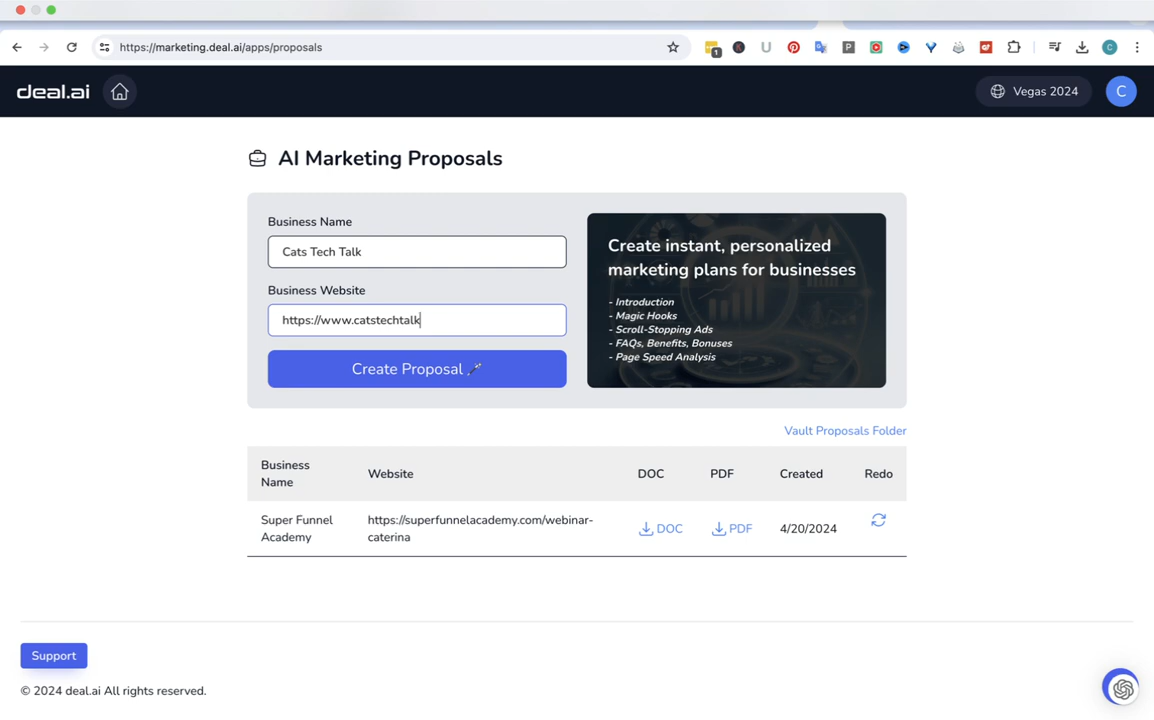 https://marketing.deal.ai/apps/proposals
1
U
P
C
deal.ai
Vegas 2024
C
AI Marketing Proposals
Business Name
Cats Tech Talk
Business Website
https://www.catstechtalk
Create Proposal
Create instant, personalized
marketing plans for businesses
- Introduction
- Magic Hooks
- Scroll-Stopping Ads
- FAQs, Benefits, Bonuses
- Page Speed Analysis
Vault Proposals Folder
Business
Name
Website
DOC
PDF
Created
Redo
Super Funnel
Academy
https://superfunnelacademy.com/webinar-
caterina
DOC
PDF
4/20/2024
Support
© 2024 deal.ai All rights reserved.